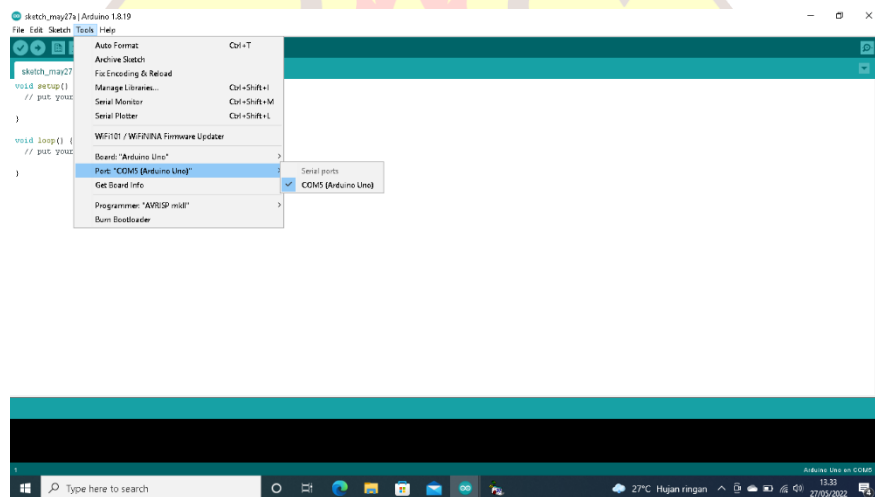 sketch_may27a | Arduino 1.8.19
File Edit Sketch Tools Help
Auto Format Ctrl+T
Archive Sketch
sketch_may27
Fix Encoding & Reload
void setup()
Manage Libraries... Ctrl+Shift+I
// put your
Serial Monitor Ctrl+Shift+M
Serial Plotter Ctrl+Shift+L
}
WiFi101 / WiFiNINA Firmware Updater
void loop() {
// put your
Board: "Arduino Uno"
Port: "COM5 (Arduino Uno)"
Serial ports
}
Get Board Info
COM5 (Arduino Uno)
Programmer: "AVRISP mkII"
Burn Bootloader
1
Arduino Uno on COM5
Type here to search
27°C Hujan ringan
13.33
27/05/2022